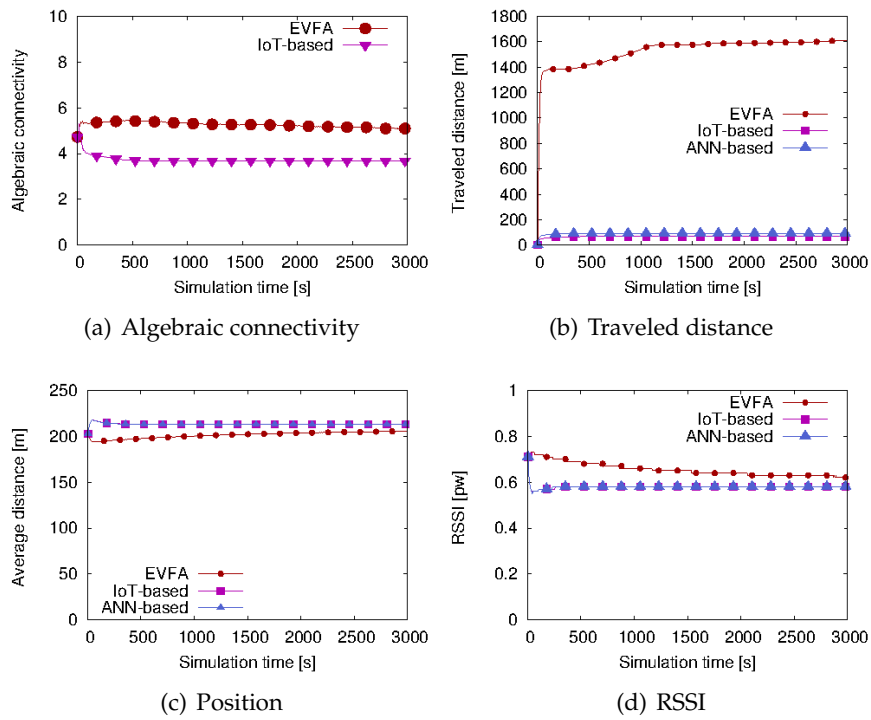 Algebraic connectivity
10
8
6
4
2
0
0 500 1000 1500 2000 2500 3000
Simulation time [s]
EVFA
IoT-based
(a) Algebraic connectivity
Traveled distance [m]
1800
1600
1400
1200
1000
800
600
400
200
0
0 500 1000 1500 2000 2500 3000
Simulation time [s]
EVFA
IoT-based
ANN-based
(b) Traveled distance
Average distance [m]
250
200
150
100
50
0
0 500 1000 1500 2000 2500 3000
Simulation time [s]
EVFA
IoT-based
ANN-based
(c) Position
RSSI [pw]
1
0.8
0.6
0.4
0.2
0
0 500 1000 1500 2000 2500 3000
Simulation time [s]
EVFA
IoT-based
ANN-based
(d) RSSI